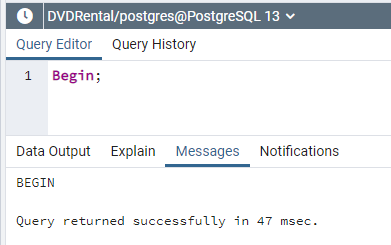 DVDRental/postgres@PostgreSQL 13
Query Editor Query History
1 Begin;
Data Output Explain Messages Notifications
BEGIN
Query returned successfully in 47 msec.